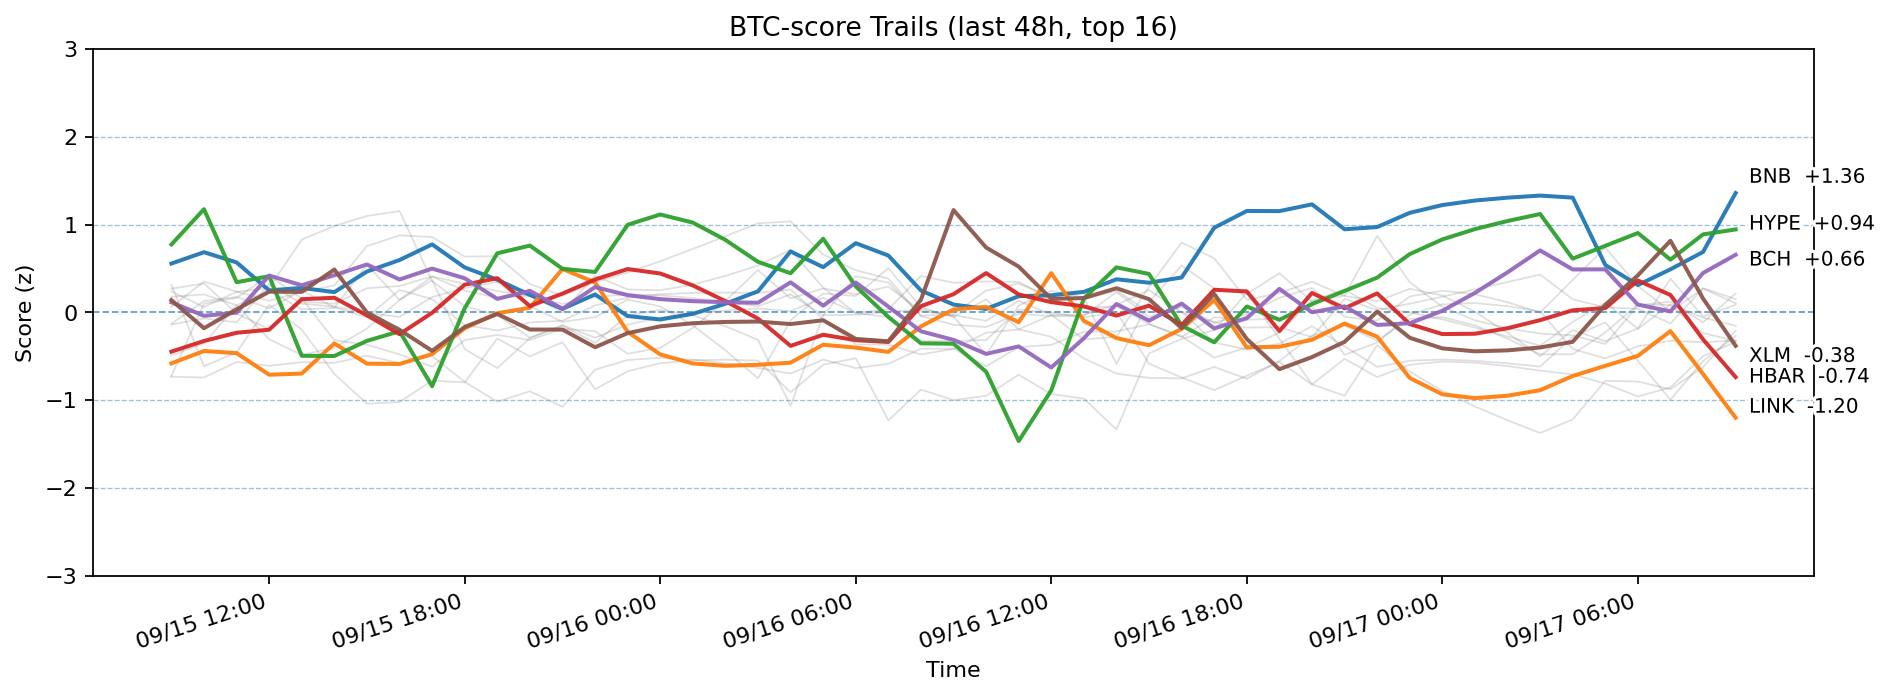 BTC-score Trails (last 48h, top 16)
Score (z)
3
2
1
0
−1
−2
−3
BNB +1.36
HYPE +0.94
BCH +0.66
XLM -0.38
HBAR -0.74
LINK -1.20
09/15 12:00
09/15 18:00
09/16 00:00
09/16 06:00
09/16 12:00
09/16 18:00
09/17 00:00
09/17 06:00
Time